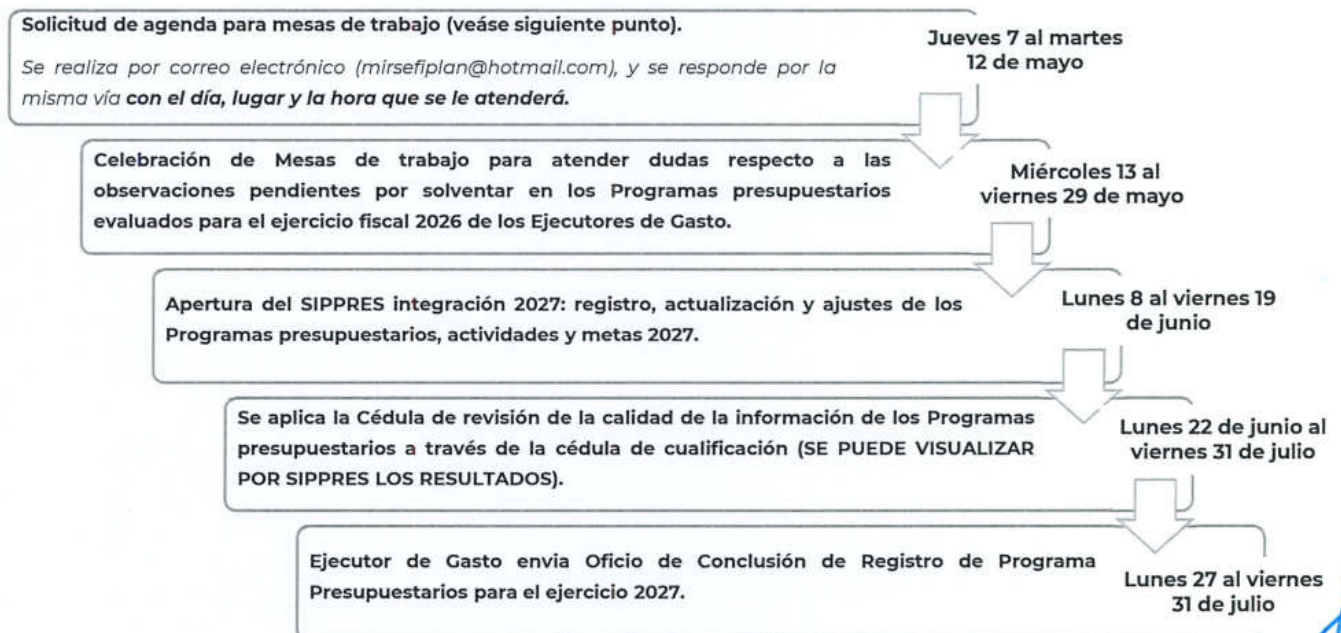 Solicitud de agenda para mesas de trabajo (veáse siguiente punto).
Se realiza por correo electrónico (mirsefiplan@hotmail.com), y se responde por la
misma vía con el día, lugar y la hora que se le atenderá.
Jueves 7 al martes
12 de mayo
Celebración de Mesas de trabajo para atender dudas respecto a las
observaciones pendientes por solventar en los Programas presupuestarios
evaluados para el ejercicio fiscal 2026 de los Ejecutores de Gasto.
Miércoles 13 al
viernes 29 de mayo
Apertura del SIPPRES integración 2027: registro, actualización y ajustes de los
Programas presupuestarios, actividades y metas 2027.
Lunes 8 al viernes 19
de junio
Se aplica la Cédula de revisión de la calidad de la información de los Programas
presupuestarios a través de la cédula de cualificación (SE PUEDE VISUALIZAR
POR SIPPRES LOS RESULTADOS).
Lunes 22 de junio al
viernes 31 de julio
Ejecutor de Gasto envia Oficio de Conclusión de Registro de Programa
Presupuestarios para el ejercicio 2027.
Lunes 27 al viernes
31 de julio